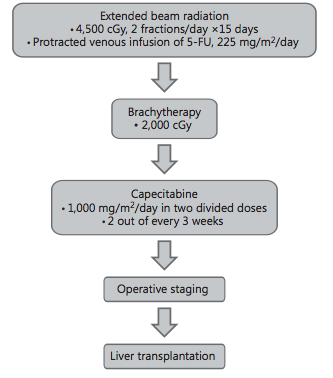 Extended beam radiation
• 4,500 cGy, 2 fractions/day ×15 days
• Protracted venous infusion of 5-FU, 225 mg/m²/day
Brachytherapy
• 2,000 cGy
Capecitabine
• 1,000 mg/m²/day in two divided doses
• 2 out of every 3 weeks
Operative staging
Liver transplantation